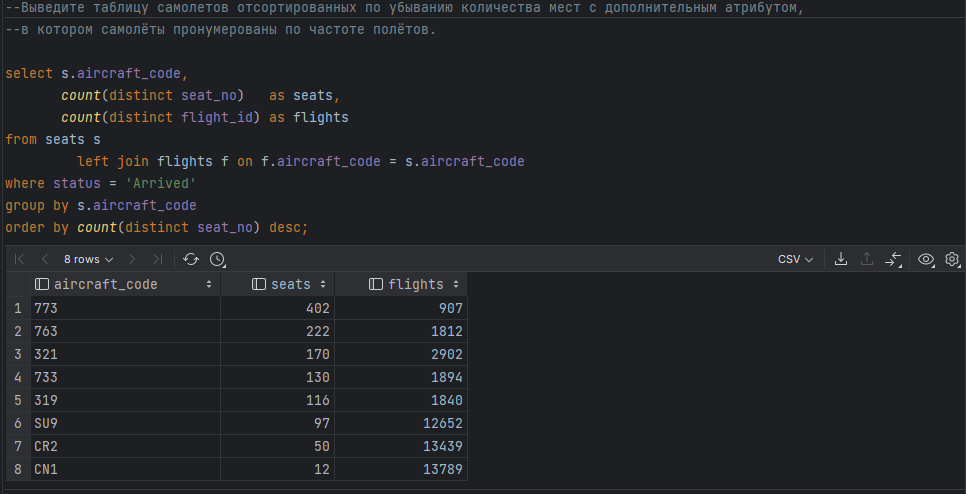 --Выведите таблицу самолетов отсортированных по убыванию количества мест с дополнительным атрибутом,
--в котором самолёты пронумерованы по частоте полётов.
select s.aircraft_code,
count(distinct seat_no) as seats,
count(distinct flight_id) as flights
from seats s
left join flights f on f.aircraft_code = s.aircraft_code
where status = 'Arrived'
group by s.aircraft_code
order by count(distinct seat_no) desc;
8 rows CSV
aircraft_code seats flights
1 773 402 907
2 763 222 1812
3 321 170 2902
4 733 130 1894
5 319 116 1840
6 SU9 97 12652
7 CR2 50 13439
8 CN1 12 13789